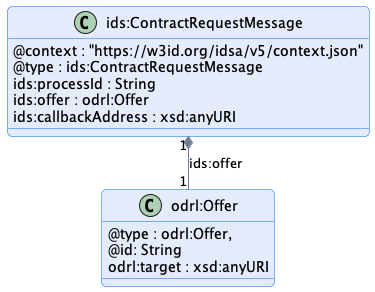 C ids:ContractRequestMessage
@context : "https://w3id.org/idsa/v5/context.json"
@type : ids:ContractRequestMessage
ids:processId : String
ids:offer : odrl:Offer
ids:callbackAddress : xsd:anyURI
1
ids:offer
1
C odrl:Offer
@type : odrl:Offer,
@id: String
odrl:target : xsd:anyURI